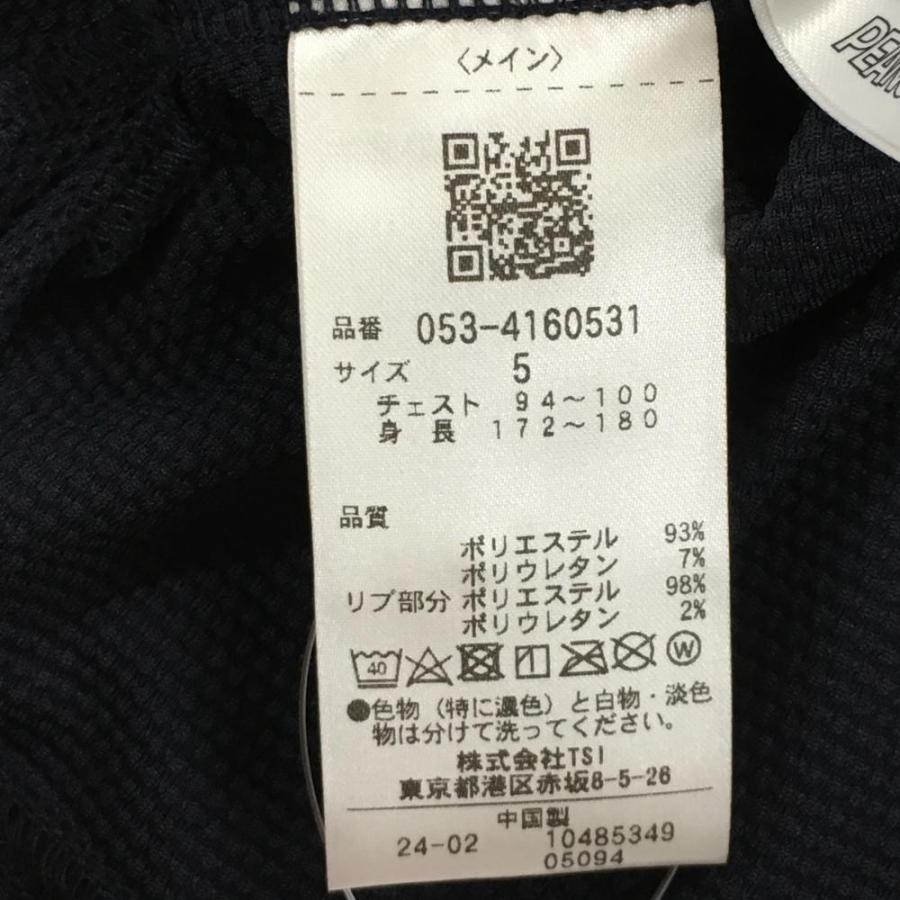 〈メイン〉
品番 053-4160531
サイズ 5
チェスト 94～100
身長 172～180
品質
ポリエステル 93%
ポリウレタン 7%
リブ部分 ポリエステル 98%
ポリウレタン 2%
40 W
●色物（特に濃色）と白物・淡色
物は分けて洗ってください。
株式会社TSI
東京都港区赤坂8-5-26
中国製
24-02 10485349
05094